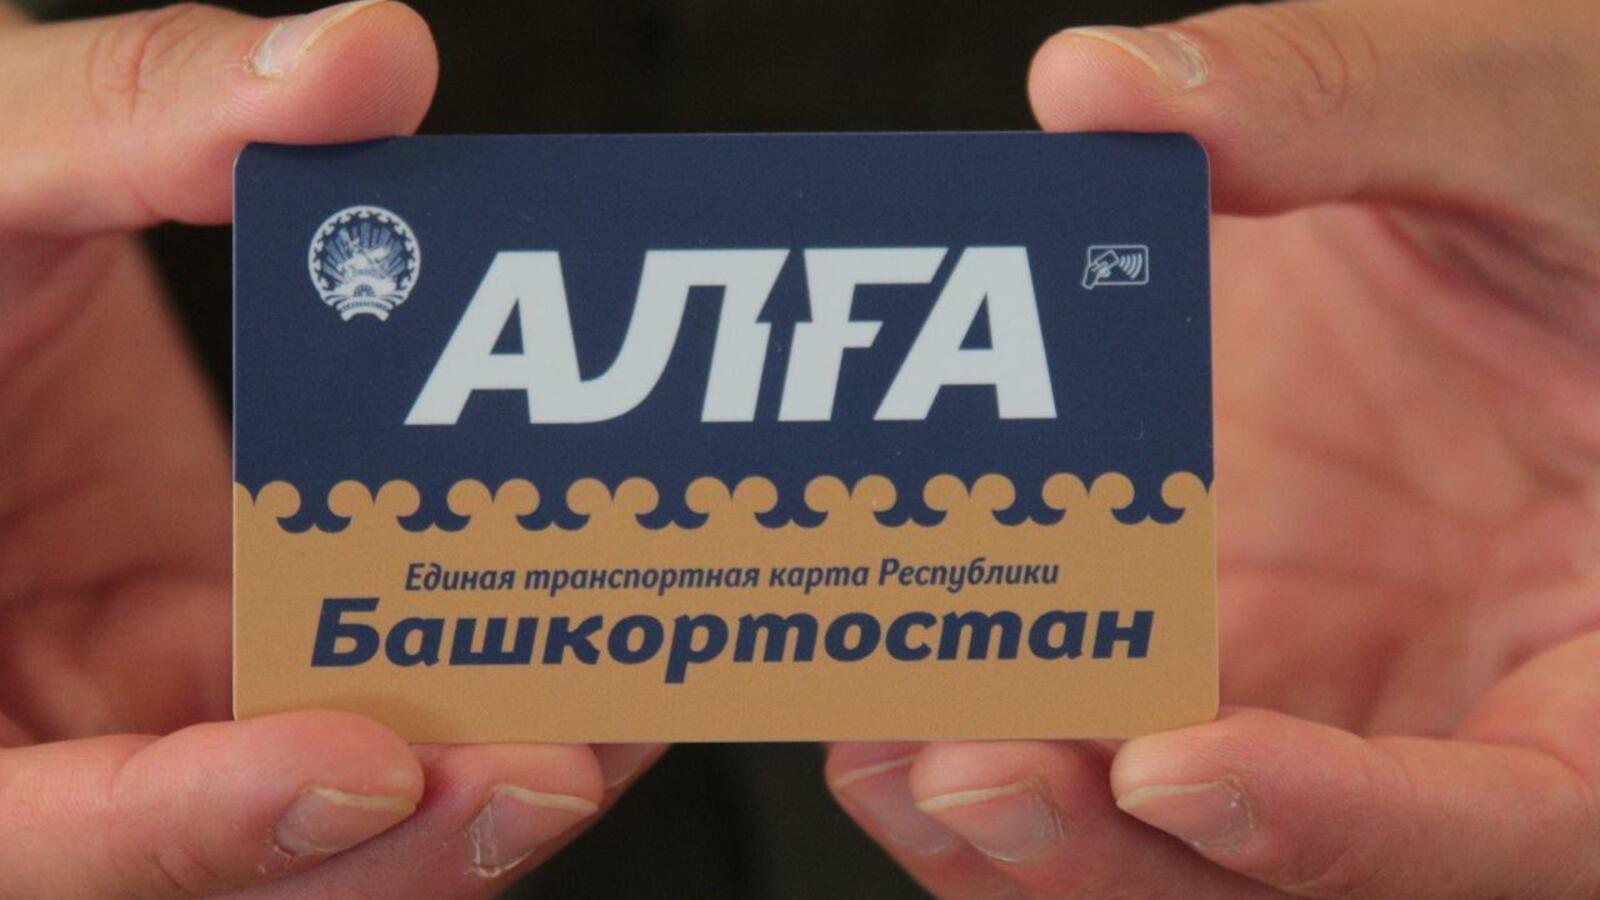 АЛҒА
Единая транспортная карта Республики
Башкортостан